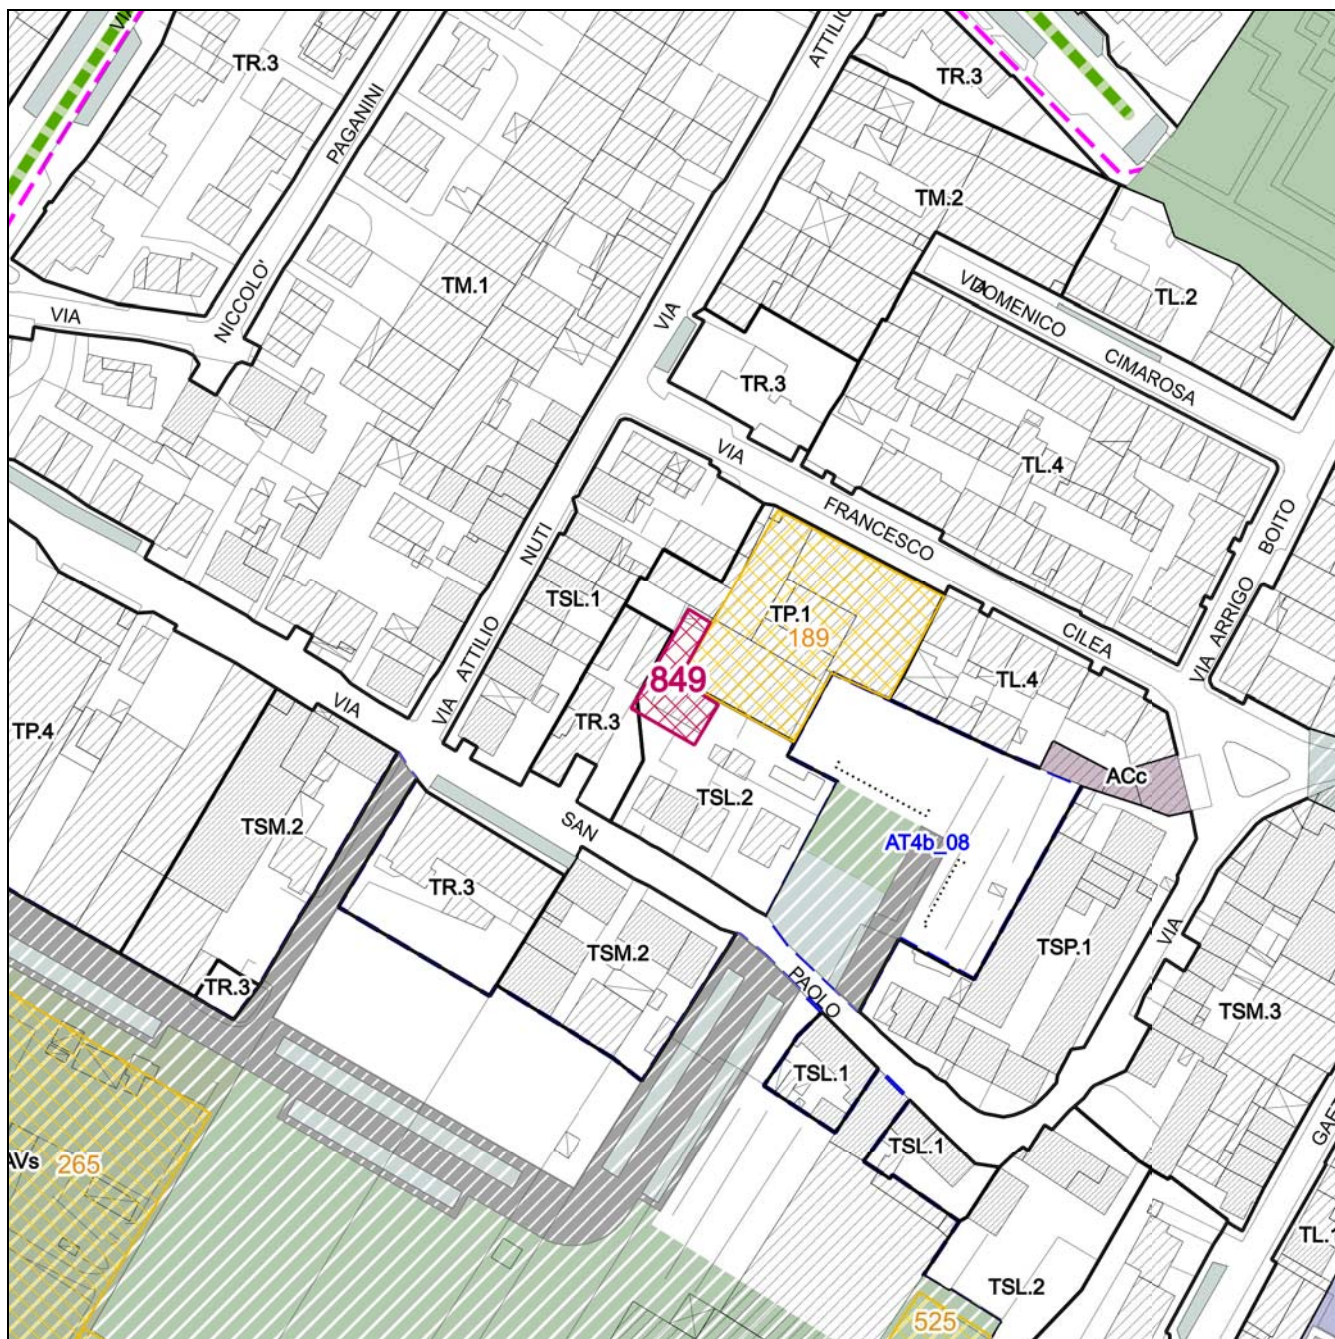 ATTILIO
TR.3
TR.3
PAGANINI
TM.2
TM.1
VIA
TL.2
DOMENICO
VIA
VIA
NICCOLO'
CIMAROSA
TR.3
VIA
TL.4
FRANCESCO
BOITO
NUTI
TSL.1
TP.1
189
CILEA
VIA ARRIGO
ATTILIO
849
TL.4
VIA
VIA
TR.3
TP.4
ACc
TSL.2
SAN
TSM.2
AT4b_08
TR.3
VIA
TSP.1
TSM.2
PAOLO
TR.3
TSM.3
TSL.1
TSL.1
AVs
265
TL.1
TSL.2
525